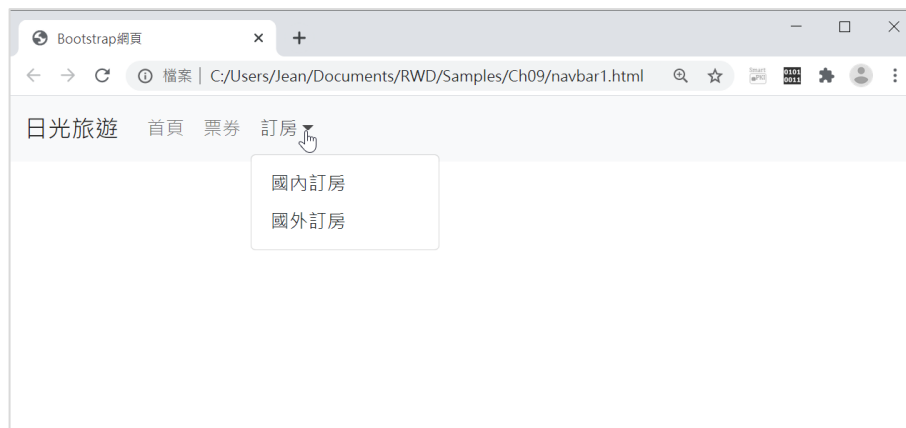 Bootstrap網頁
檔案 | C:/Users/Jean/Documents/RWD/Samples/Ch09/navbar1.html
日光旅遊 首頁 票券 訂房
國內訂房
國外訂房